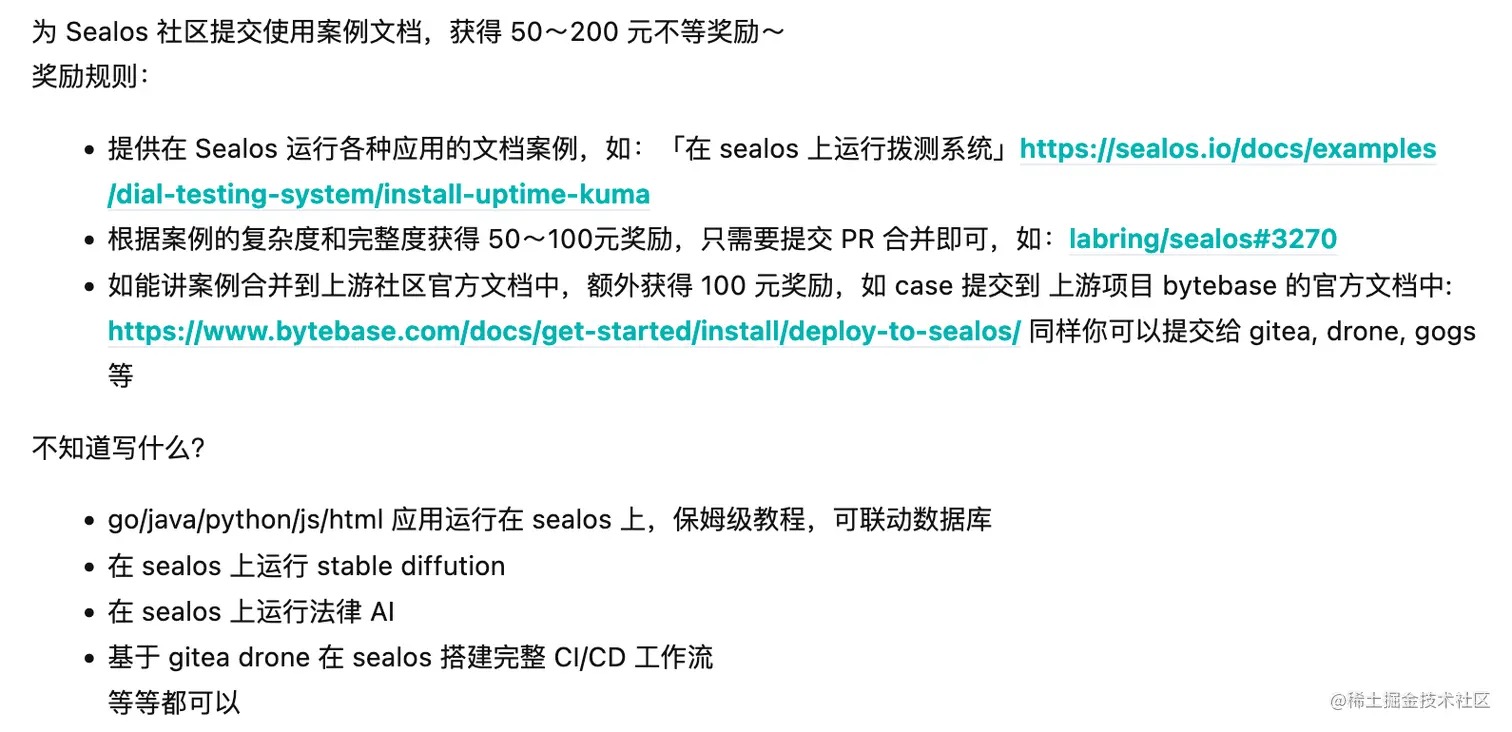 为 Sealos 社区提交使用案例文档，获得 50～200 元不等奖励～
奖励规则：
• 提供在 Sealos 运行各种应用的文档案例，如：「在 sealos 上运行拨测系统」https://sealos.io/docs/examples
/dial-testing-system/install-uptime-kuma
• 根据案例的复杂度和完整度获得 50～100元奖励，只需要提交 PR 合并即可，如：labring/sealos#3270
• 如能讲案例合并到上游社区官方文档中，额外获得 100 元奖励，如 case 提交到 上游项目 bytebase 的官方文档中:
https://www.bytebase.com/docs/get-started/install/deploy-to-sealos/ 同样你可以提交给 gitea, drone, gogs
等
不知道写什么？
• go/java/python/js/html 应用运行在 sealos 上，保姆级教程，可联动数据库
• 在 sealos 上运行 stable diffution
• 在 sealos 上运行法律 AI
• 基于 gitea drone 在 sealos 搭建完整 CI/CD 工作流
等等都可以
@稀土掘金技术社区